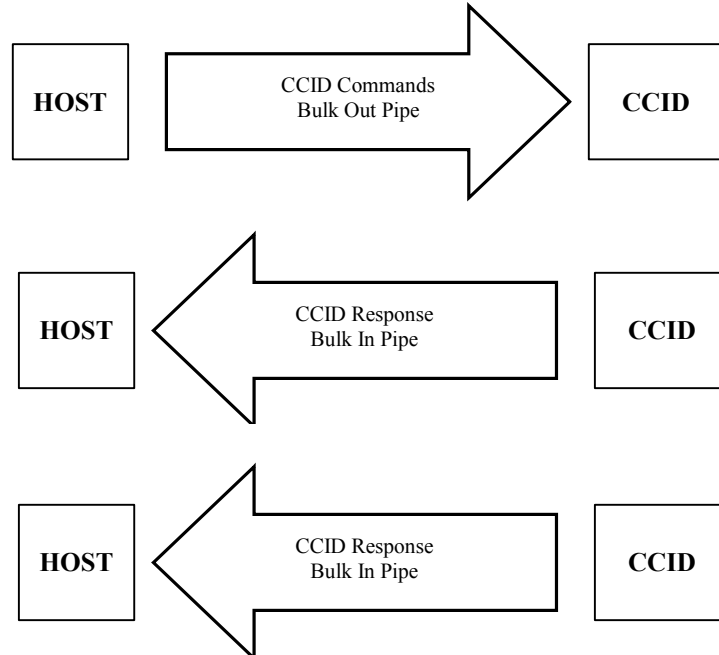 HOST
CCID Commands
Bulk Out Pipe
CCID
HOST
CCID Response
Bulk In Pipe
CCID
HOST
CCID Response
Bulk In Pipe
CCID